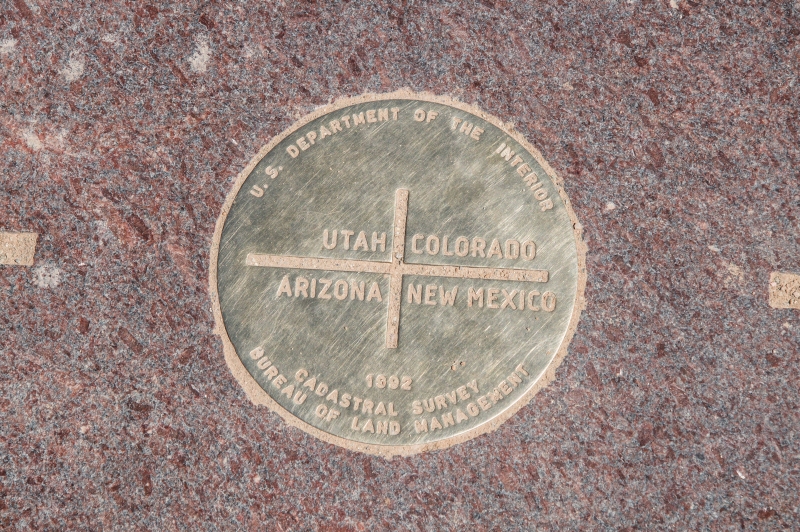 U. S. DEPARTMENT OF THE INTERIOR
UTAH COLORADO
ARIZONA NEW MEXICO
1992
CADASTRAL SURVEY
BUREAU OF LAND MANAGEMENT